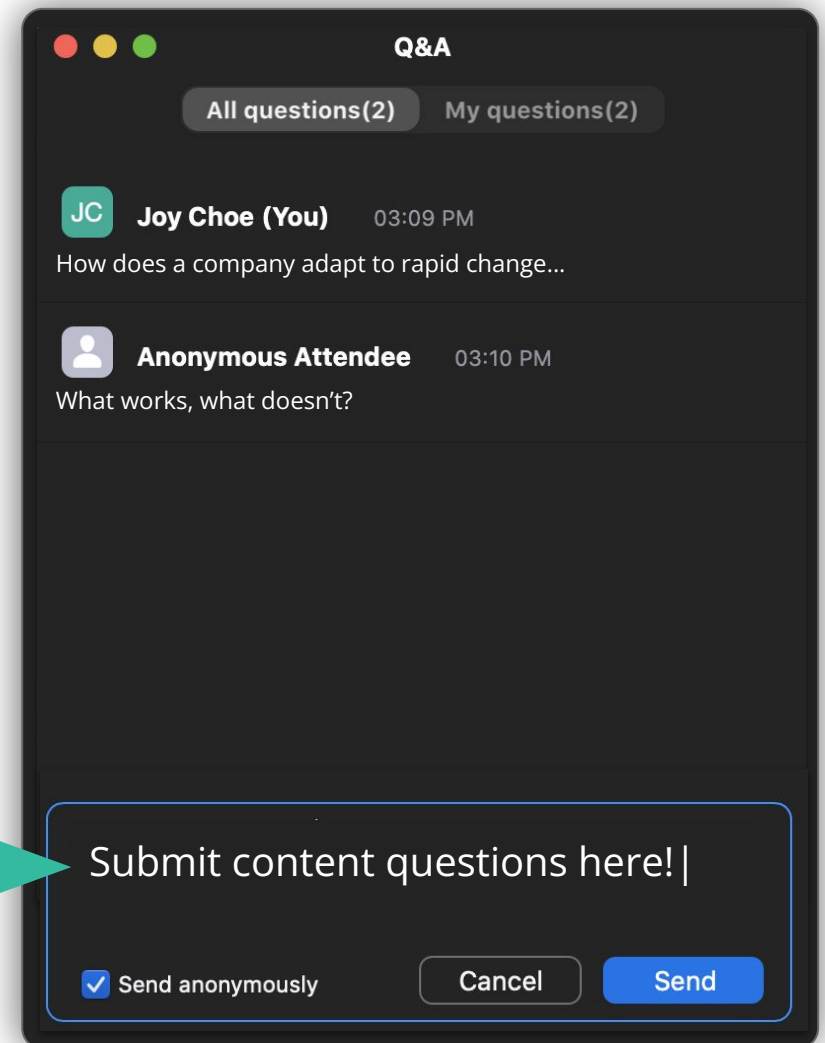 Q&A
All questions(2) My questions(2)
JC Joy Choe (You) 03:09 PM
How does a company adapt to rapid change...
Anonymous Attendee 03:10 PM
What works, what doesn’t?
Submit content questions here!
Send anonymously Cancel Send